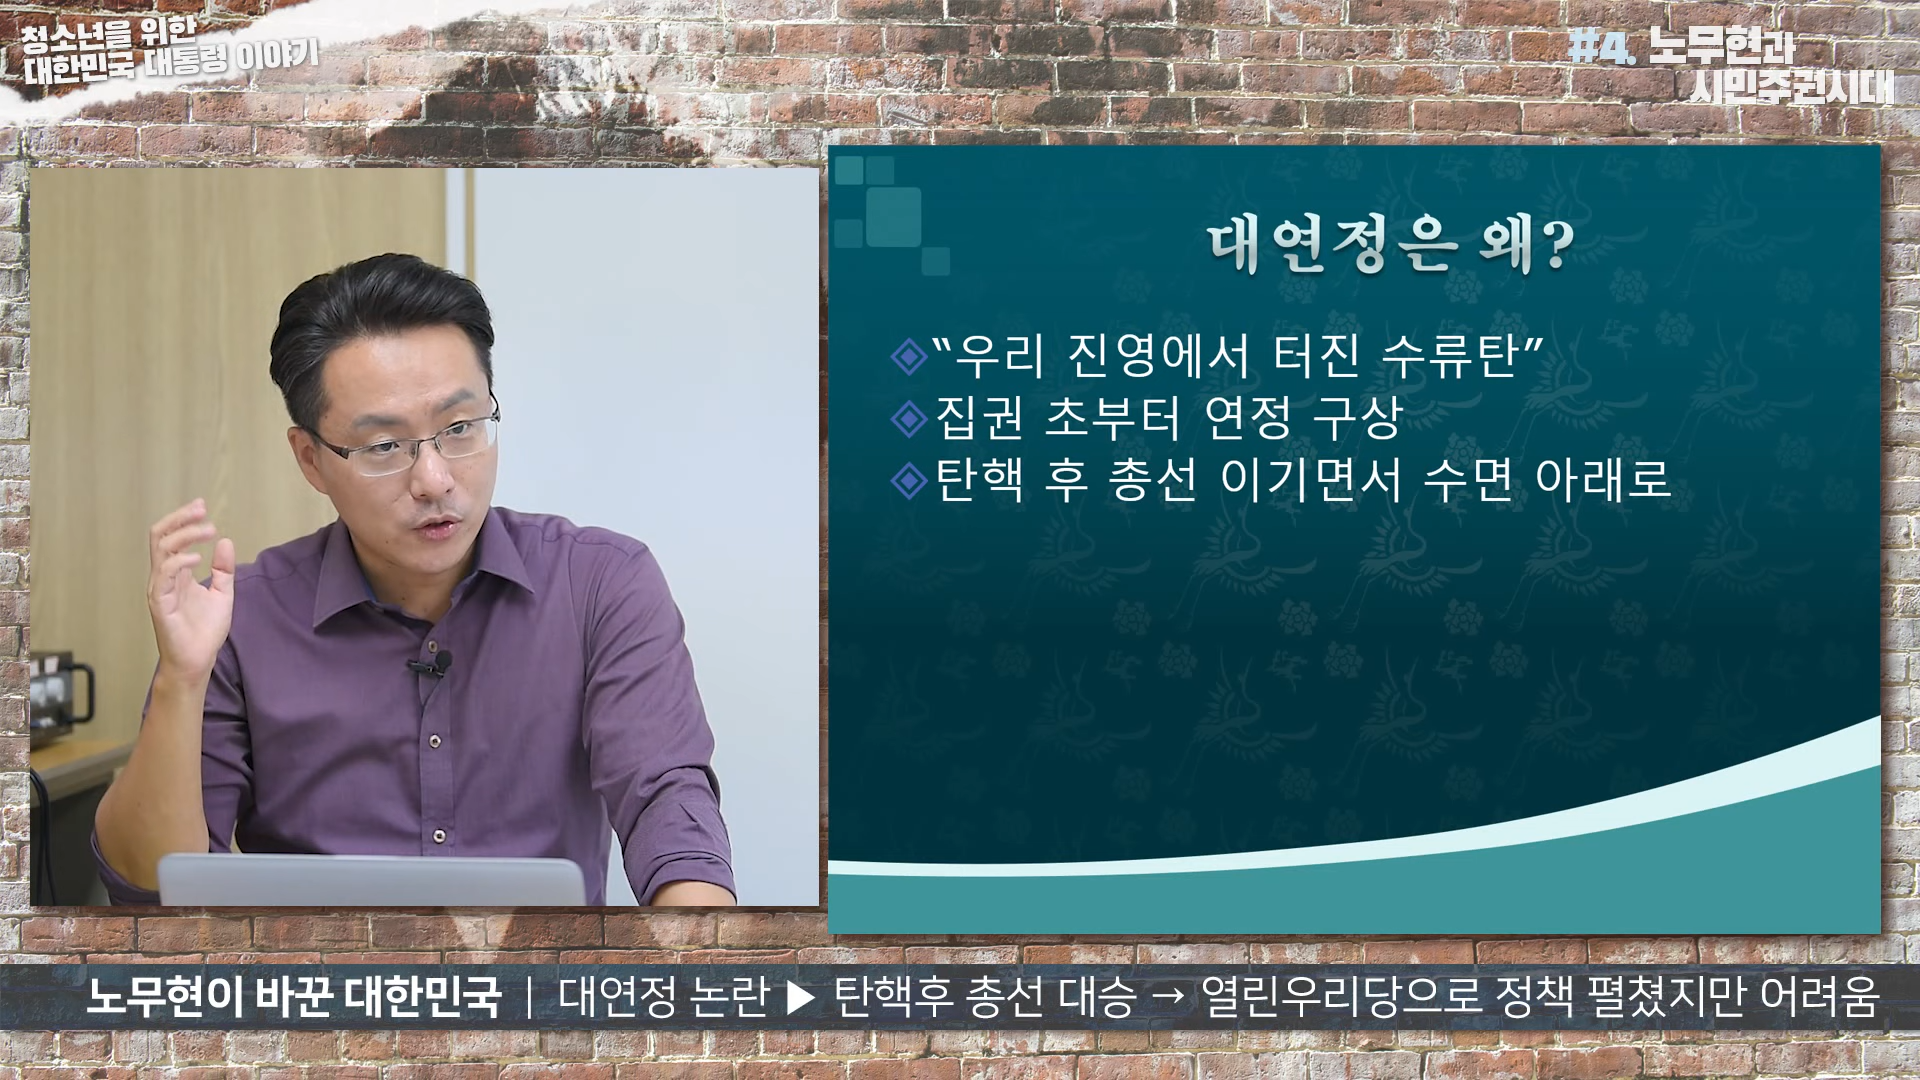 청소년을 위한
대한민국 대통령 이야기
#4. 노무현과
시민주권시대
대연정은 왜?
“우리 진영에서 터진 수류탄”
집권 초부터 연정 구상
탄핵 후 총선 이기면서 수면 아래로
노무현이 바꾼 대한민국 | 대연정 논란 ▶ 탄핵후 총선 대승 → 열린우리당으로 정책 펼쳤지만 어려움